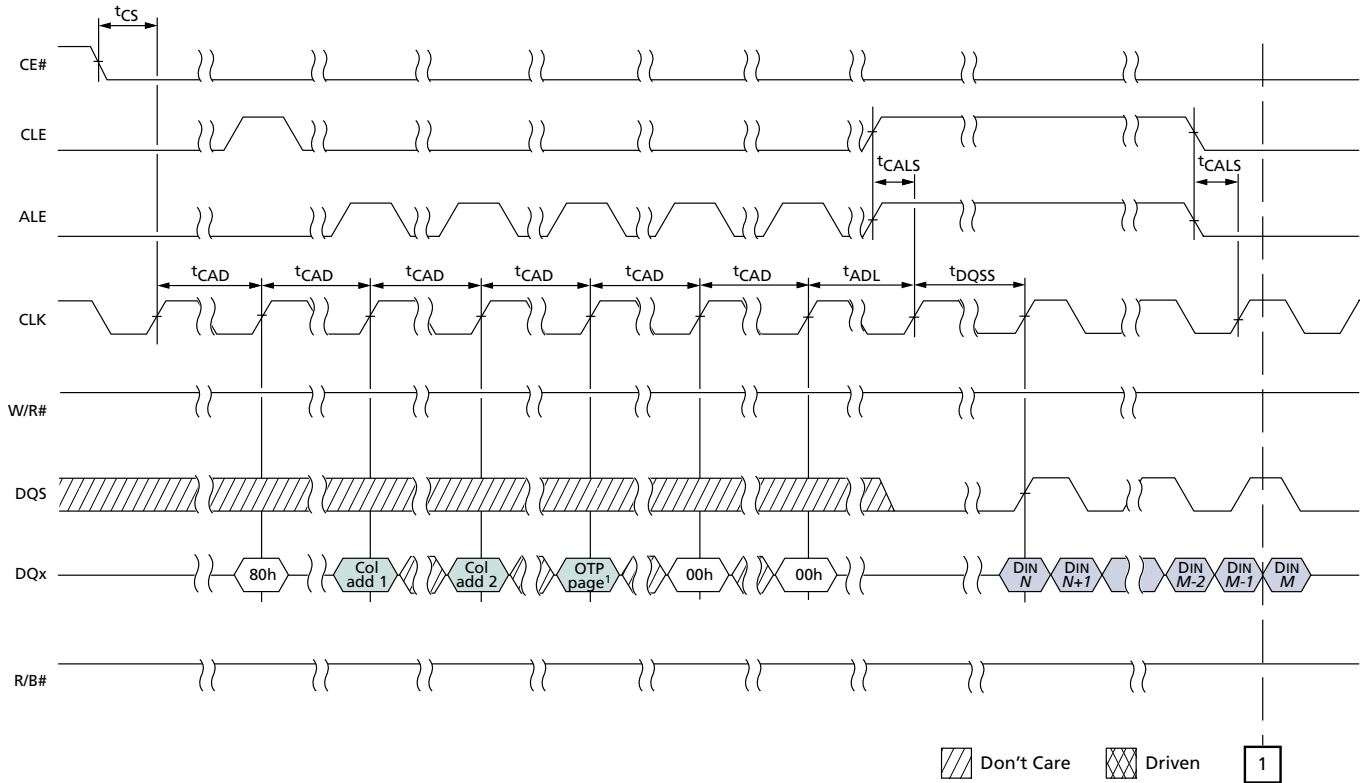 tCS
CE#
CLE
tCALS tCALS
ALE
tCAD tCAD tCAD tCAD tCAD tCAD tADL tDQSS
CLK
W/R#
DQS
DQx
80h
Col add 1
Col add 2
OTP page1
00h
00h
DIN N
DIN N+1
DIN M-2
DIN M-1
DIN M
R/B#
Don't Care Driven 1